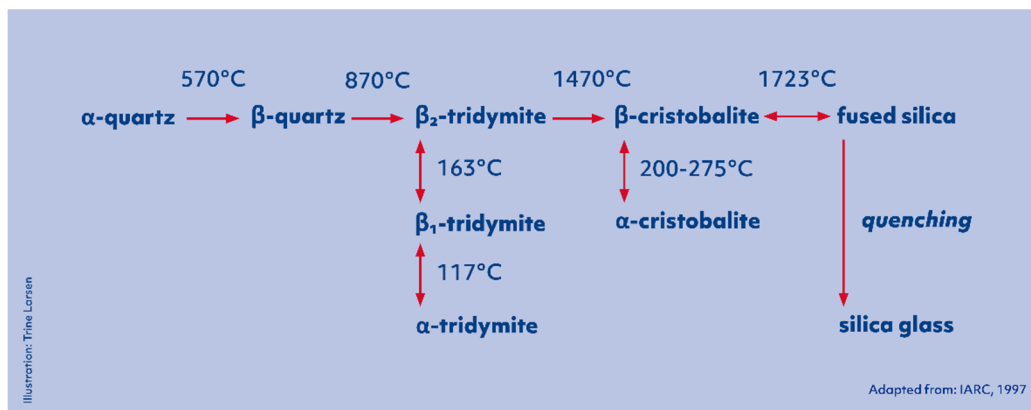 570°C 870°C 1470°C 1723°C
α-quartz β-quartz β₂-tridymite β-cristobalite fused silica
163°C 200-275°C
β₁-tridymite α-cristobalite quenching
117°C
α-tridymite silica glass
Illustration: Trine Larsen
Adapted from: IARC, 1997